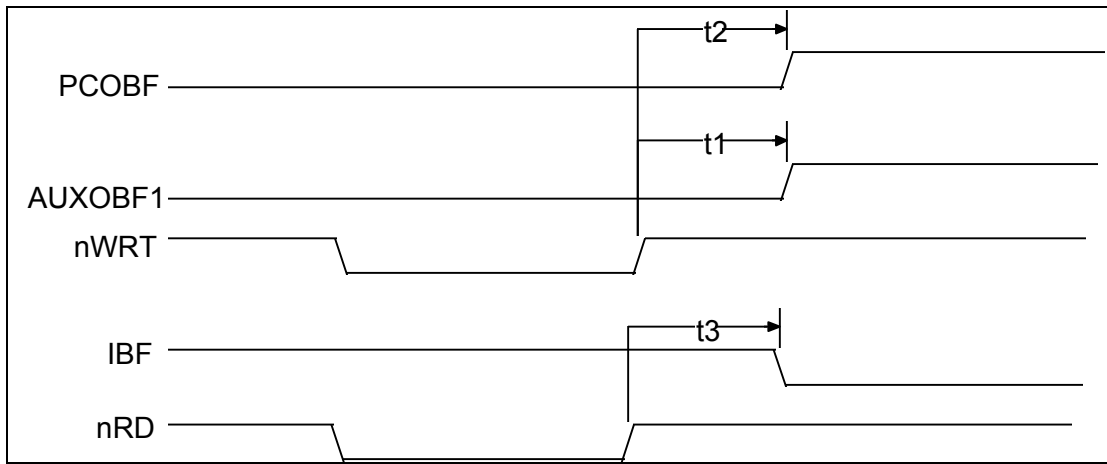 t2
PCOBF
t1
AUXOBF1
nWRT
t3
IBF
nRD